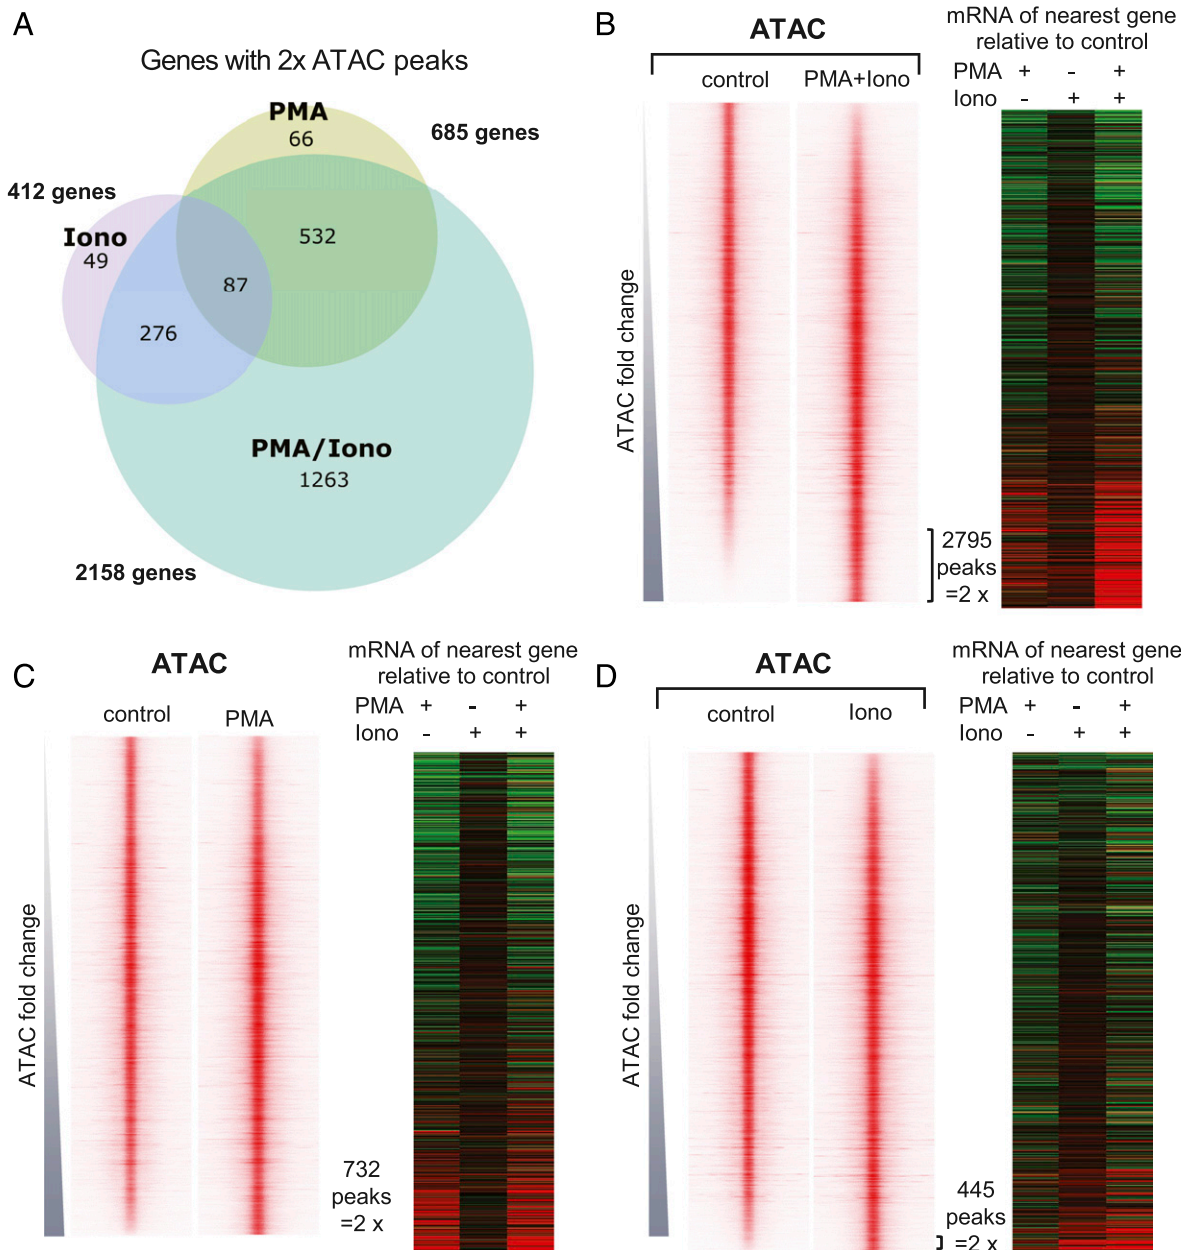 A
Genes with 2x ATAC peaks
PMA
66
685 genes
412 genes
Iono
49
532
87
276
PMA/Iono
1263
2158 genes
B
ATAC
control PMA+Iono
mRNA of nearest gene
relative to control
PMA + - +
Iono - + +
ATAC fold change
2795
peaks
=2 x
C
ATAC
control PMA
mRNA of nearest gene
relative to control
PMA + - +
Iono - + +
ATAC fold change
732
peaks
=2 x
D
ATAC
control Iono
mRNA of nearest gene
relative to control
PMA + - +
Iono - + +
ATAC fold change
445
peaks
=2 x